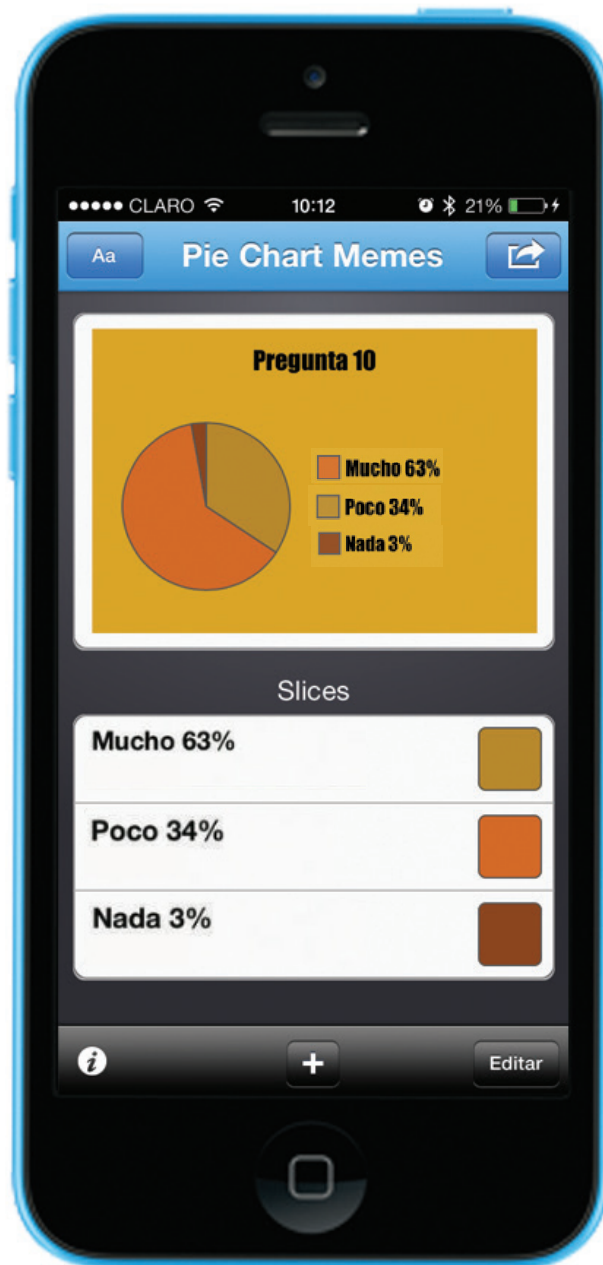 CLARO 10:12 21%
Aa Pie Chart Memes
Pregunta 10
Mucho 63%
Poco 34%
Nada 3%
Slices
Mucho 63%
Poco 34%
Nada 3%
i + Editar